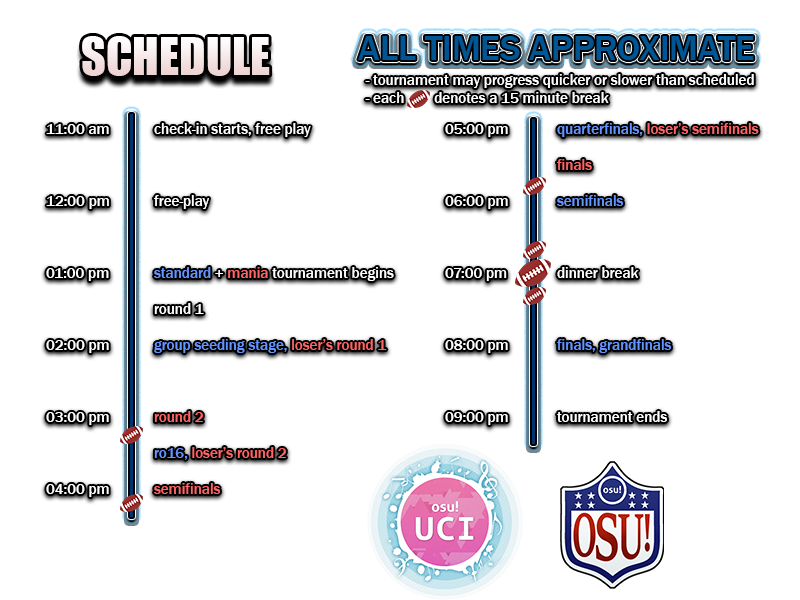 SCHEDULE
ALL TIMES APPROXIMATE
- tournament may progress quicker or slower than scheduled
- each denotes a 15 minute break
11:00 am check-in starts, free play
12:00 pm free-play
01:00 pm standard + mania tournament begins
round 1
02:00 pm group seeding stage, loser's round 1
03:00 pm round 2
ro16, loser's round 2
04:00 pm semifinals
05:00 pm quarterfinals, loser's semifinals
finals
06:00 pm semifinals
07:00 pm dinner break
08:00 pm finals, grandfinals
09:00 pm tournament ends
osu!
UCI
osu!
OSU!